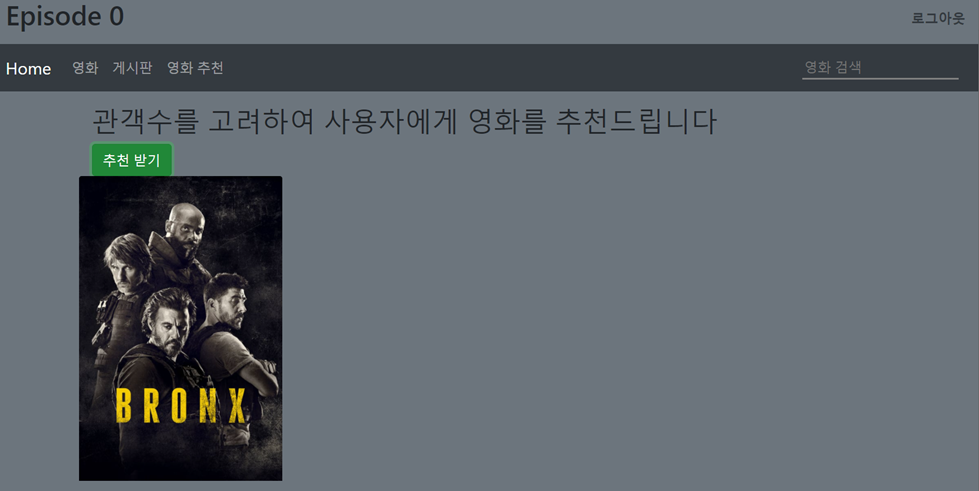 Episode 0
로그아웃
Home 영화 게시판 영화 추천 영화 검색
관객수를 고려하여 사용자에게 영화를 추천드립니다
추천 받기
BRONX